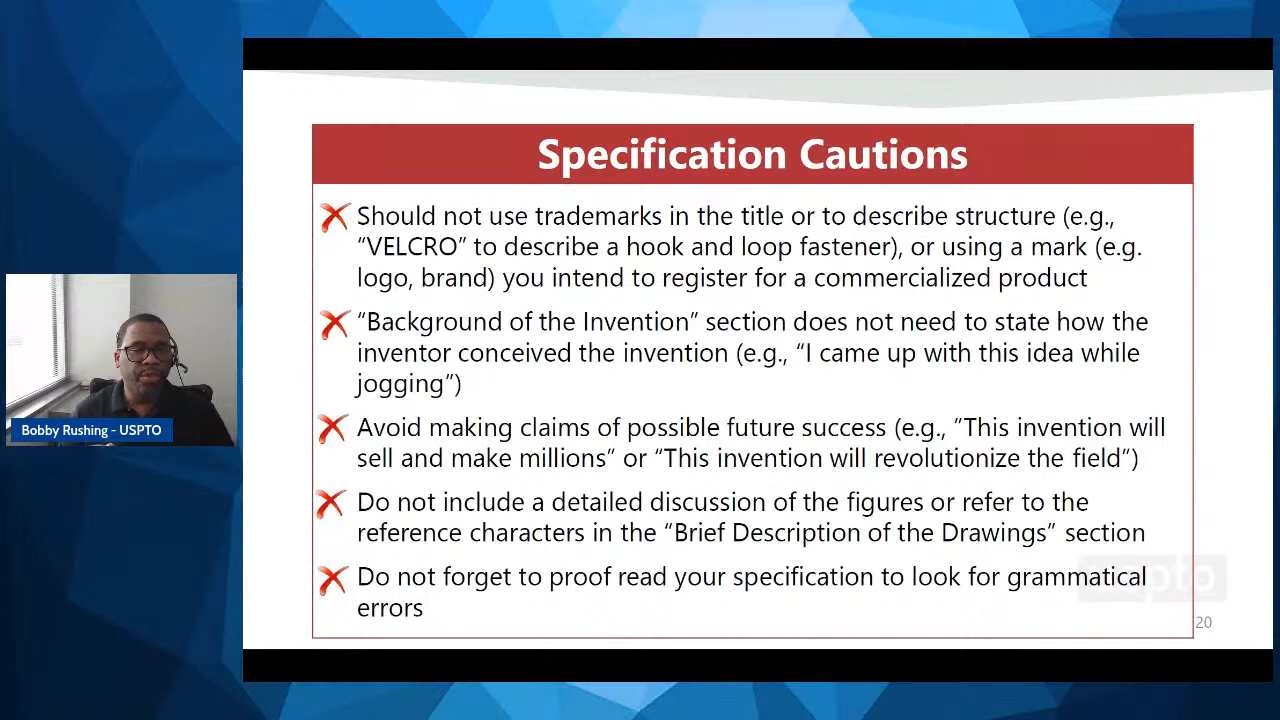 Specification Cautions
Should not use trademarks in the title or to describe structure (e.g.,
“VELCRO” to describe a hook and loop fastener), or using a mark (e.g.
logo, brand) you intend to register for a commercialized product
“Background of the Invention” section does not need to state how the
inventor conceived the invention (e.g., “I came up with this idea while
jogging”)
Avoid making claims of possible future success (e.g., ”This invention will
sell and make millions” or “This invention will revolutionize the field”)
Do not include a detailed discussion of the figures or refer to the
reference characters in the “Brief Description of the Drawings” section
Do not forget to proof read your specification to look for grammatical
errors
uspto
20
Bobby Rushing - USPTO